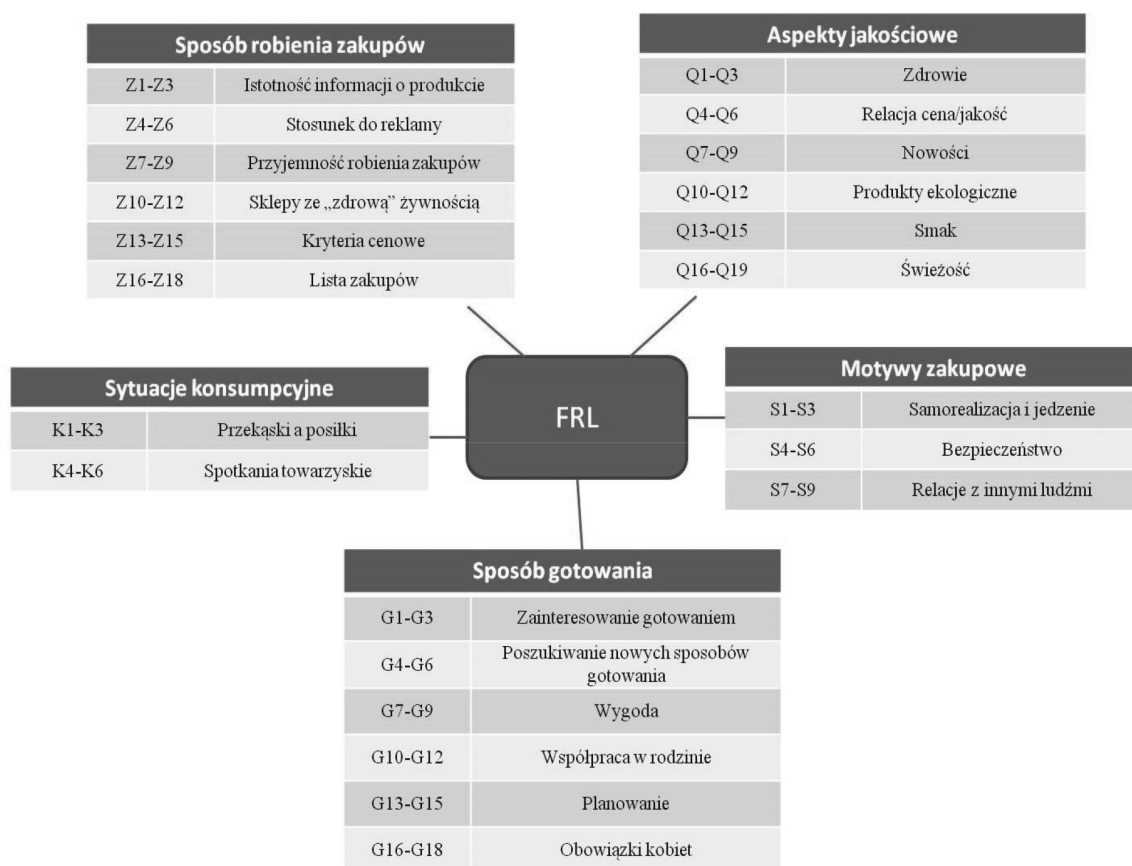 Sposób robienia zakupów
Z1-Z3 Istotność informacji o produkcie
Z4-Z6 Stosunek do reklamy
Z7-Z9 Przyjemność robienia zakupów
Z10-Z12 Sklepy ze „zdrową” żywnością
Z13-Z15 Kryteria cenowe
Z16-Z18 Lista zakupów
Aspekty jakościowe
Q1-Q3 Zdrowie
Q4-Q6 Relacja cena/jakość
Q7-Q9 Nowości
Q10-Q12 Produkty ekologiczne
Q13-Q15 Smak
Q16-Q19 Świeżość
Sytuacje konsumpcyjne
K1-K3 Przekąski a posiłki
K4-K6 Spotkania towarzyskie
FRL
Motywy zakupowe
S1-S3 Samorealizacja i jedzenie
S4-S6 Bezpieczeństwo
S7-S9 Relacje z innymi ludźmi
Sposób gotowania
G1-G3 Zainteresowanie gotowaniem
G4-G6 Poszukiwanie nowych sposobów
gotowania
G7-G9 Wygoda
G10-G12 Współpraca w rodzinie
G13-G15 Planowanie
G16-G18 Obowiązki kobiet